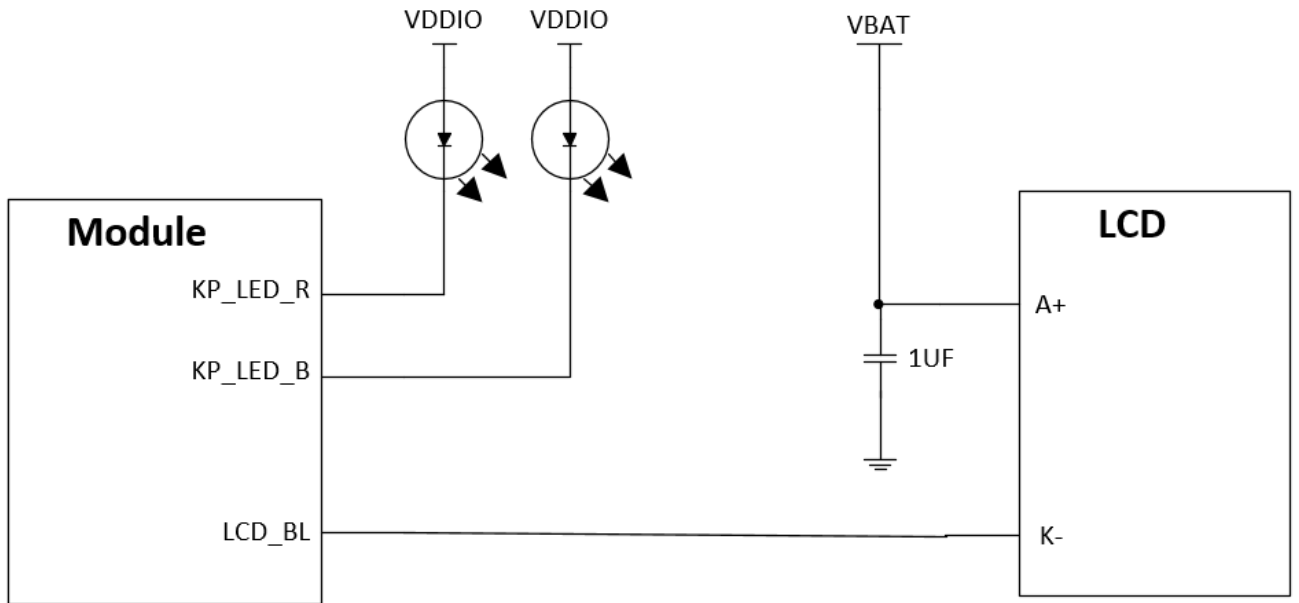 VDDIO VDDIO
VBAT
Module
LCD
KP_LED_R
A+
1UF
KP_LED_B
LCD_BL
K-